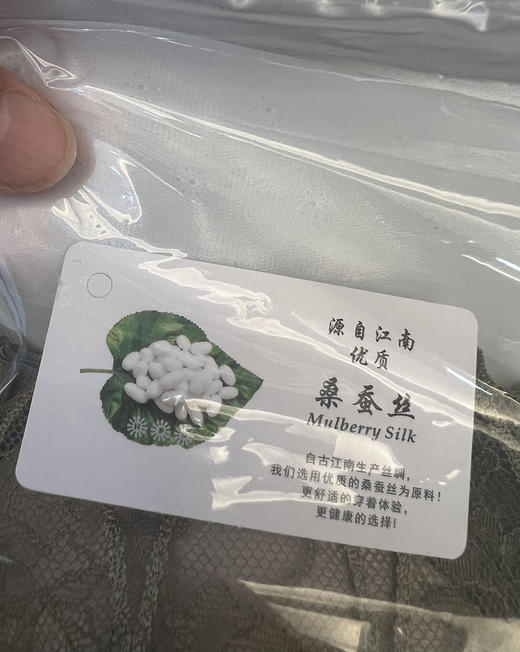 源自江南
优质
桑蚕丝
Mulberry Silk
自古江南生产丝绸,
我们选用优质的桑蚕丝为原料!
更舒适的穿着体验,
更健康的选择!